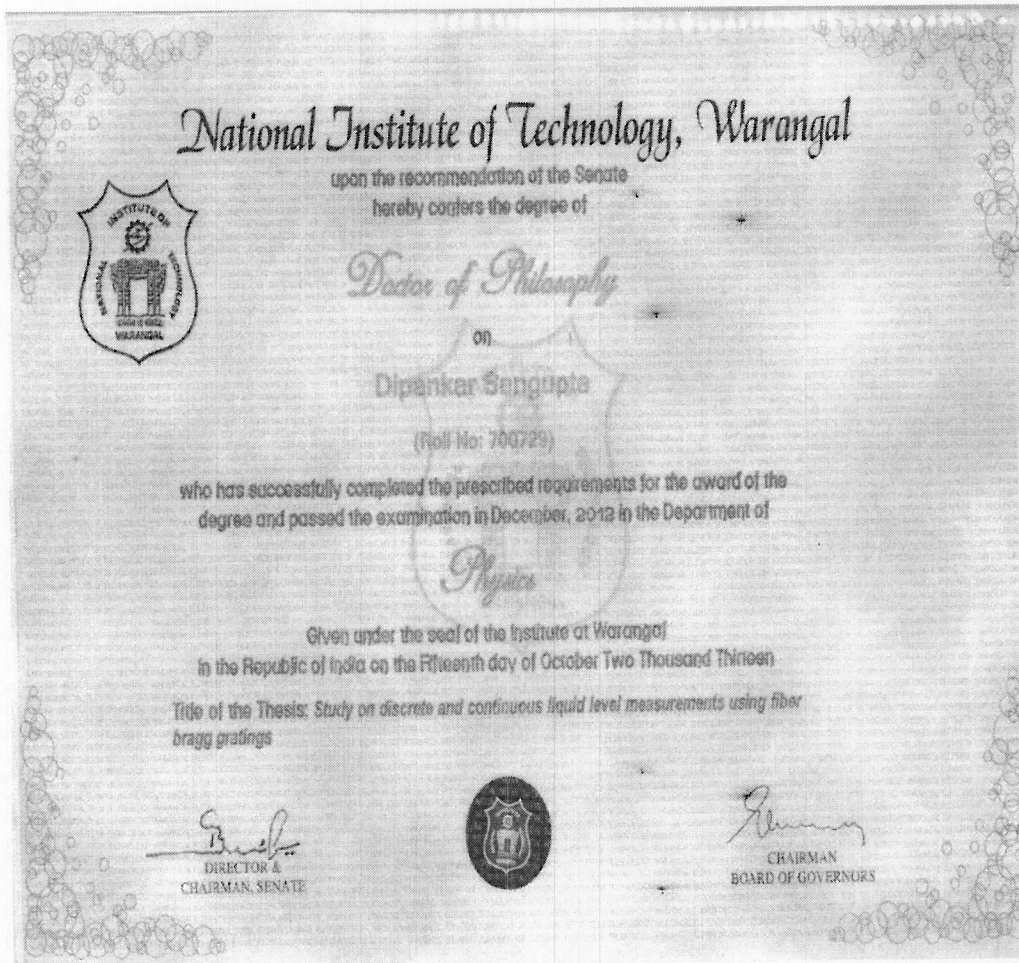 National Institute of Technology, Warangal
upon the recommendation of the Senate
hereby confers the degree of
INSTITUTE OF
NATIONAL
TECHNOLOGY
WARANGAL
Doctor of Philosophy
on
Dipankar Sengupta
(Roll No: 700729)
who has successfully completed the prescribed requirements for the award of the
degree and passed the examination in December, 2012 in the Department of
Physics
Given under the seal of the Institute at Warangal
in the Republic of India on the Fifteenth day of October Two Thousand Thirteen
Title of the Thesis: Study on discrete and continuous liquid level measurements using fiber
bragg gratings
DIRECTOR &
CHAIRMAN, SENATE
CHAIRMAN
BOARD OF GOVERNORS